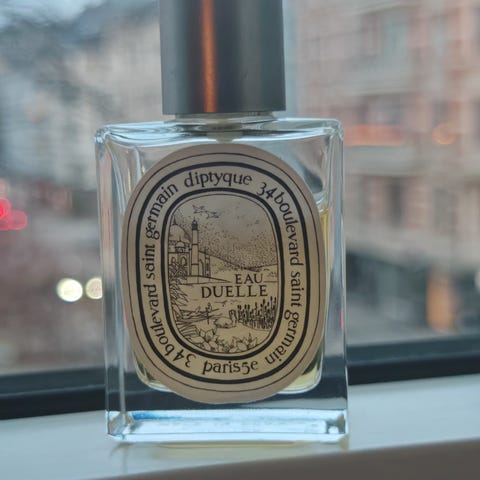 diptyque 34 boulevard saint germain paris 5e 34 boulevard saint germain
EAU
DUELLE